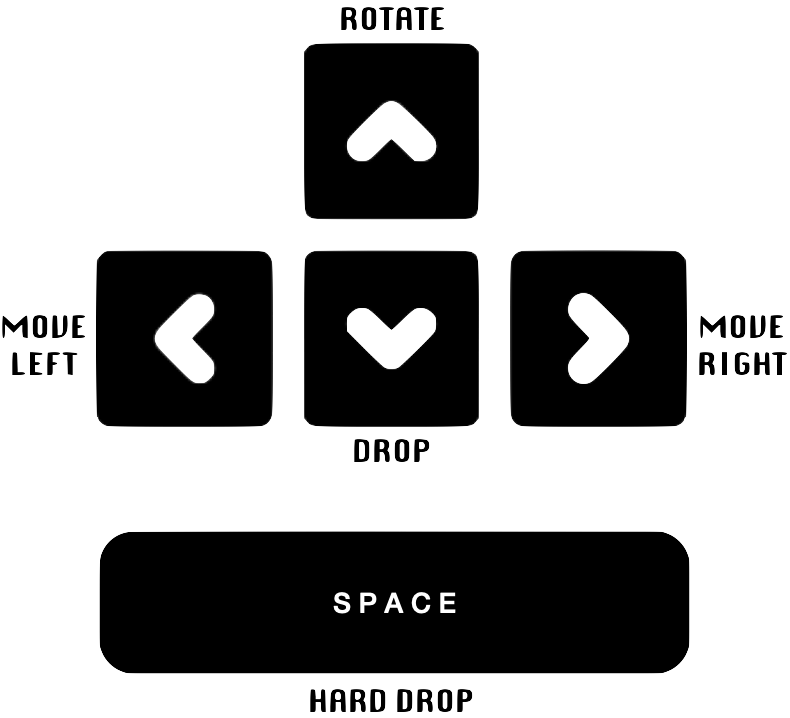 ROTATE
MOVE
LEFT
MOVE
RIGHT
DROP
SPACE
HARD DROP